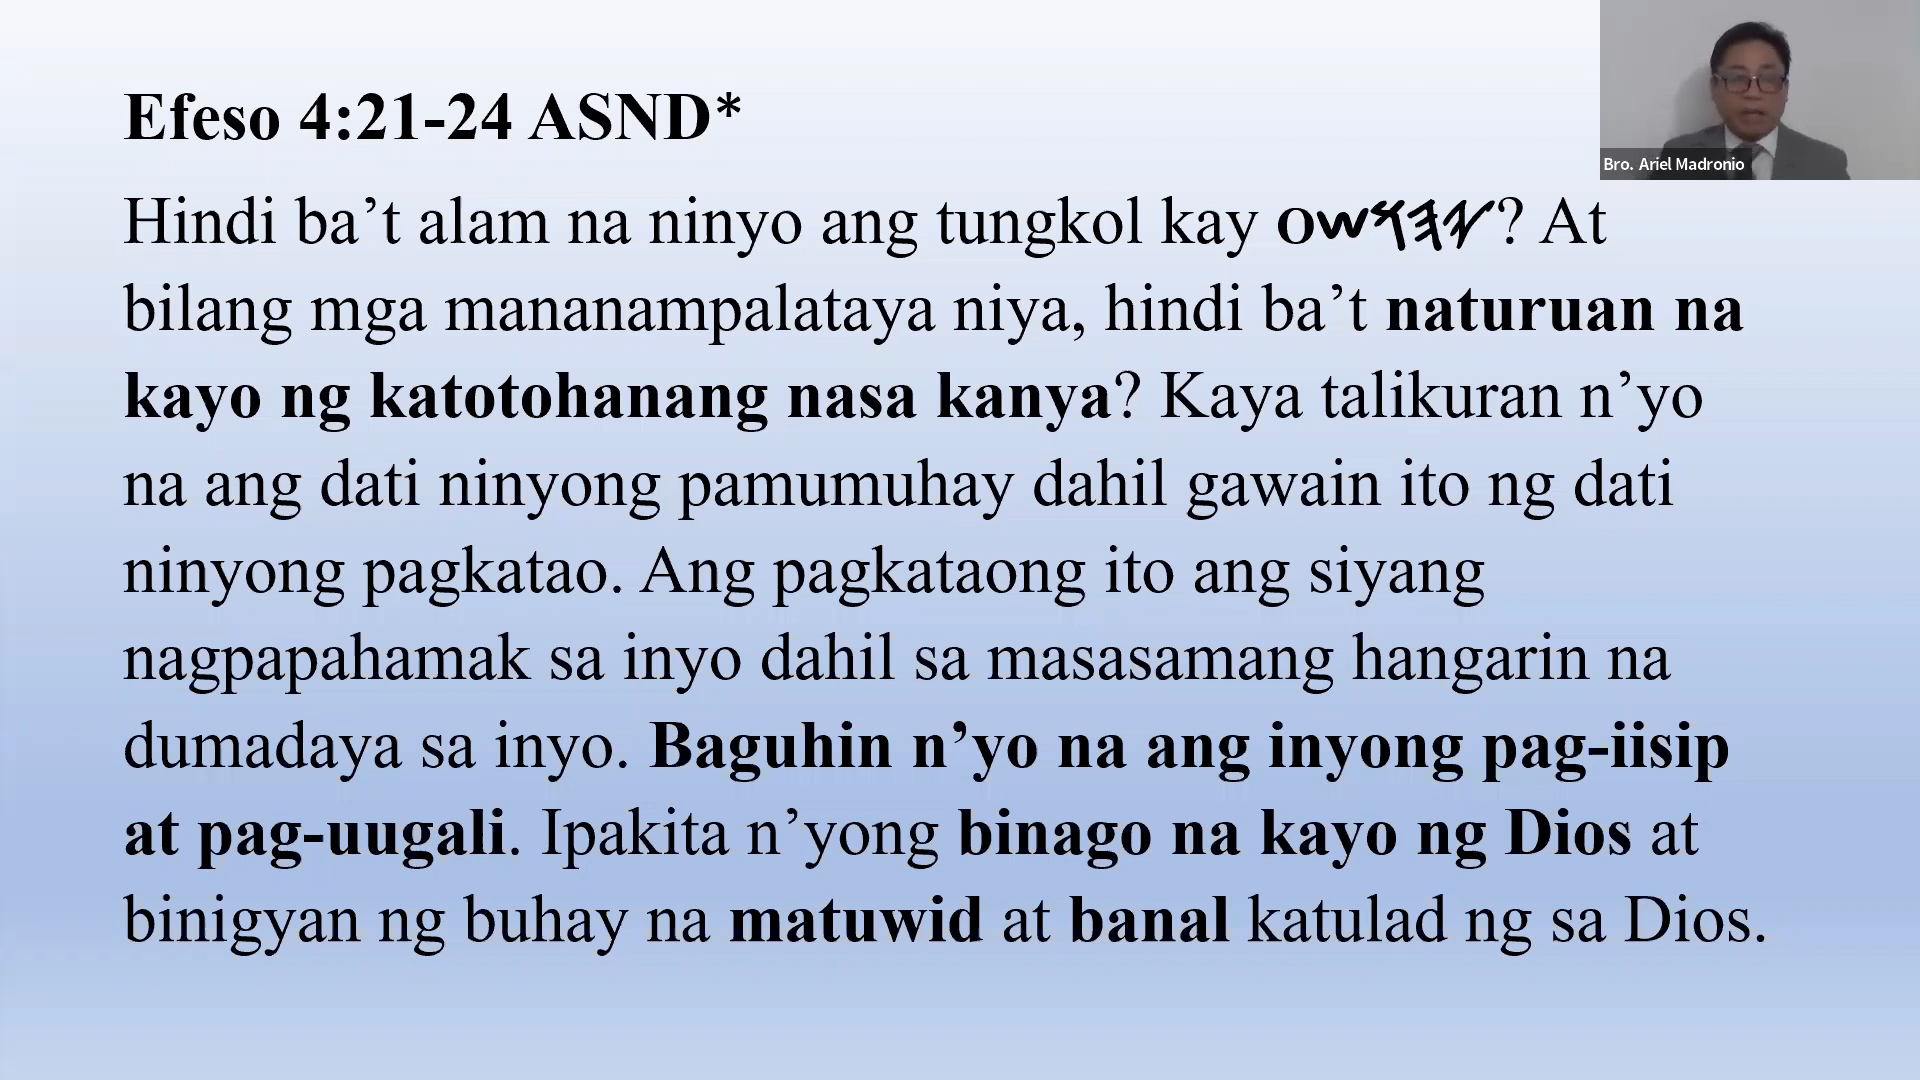 Efeso 4:21-24 ASND*
Hindi ba’t alam na ninyo ang tungkol kay 𐤉𐤄𐤅𐤔𐤏? At
bilang mga mananampalataya niya, hindi ba’t naturuan na
kayo ng katotohanang nasa kanya? Kaya talikuran n’yo
na ang dati ninyong pamumuhay dahil gawain ito ng dati
ninyong pagkatao. Ang pagkataong ito ang siyang
nagpapahamak sa inyo dahil sa masasamang hangarin na
dumadaya sa inyo. Baguhin n’yo na ang inyong pag-iisip
at pag-uugali. Ipakita n’yong binago na kayo ng Dios at
binigyan ng buhay na matuwid at banal katulad ng sa Dios.
Bro. Ariel Madronio